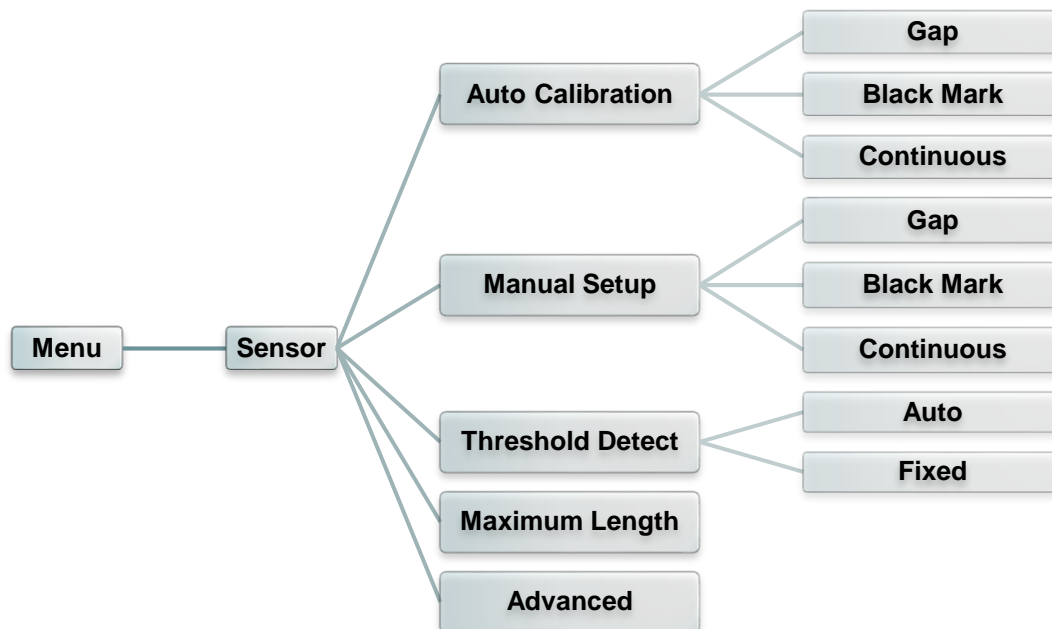 Menu
Sensor
Auto Calibration
Gap
Black Mark
Continuous
Manual Setup
Gap
Black Mark
Continuous
Threshold Detect
Auto
Fixed
Maximum Length
Advanced